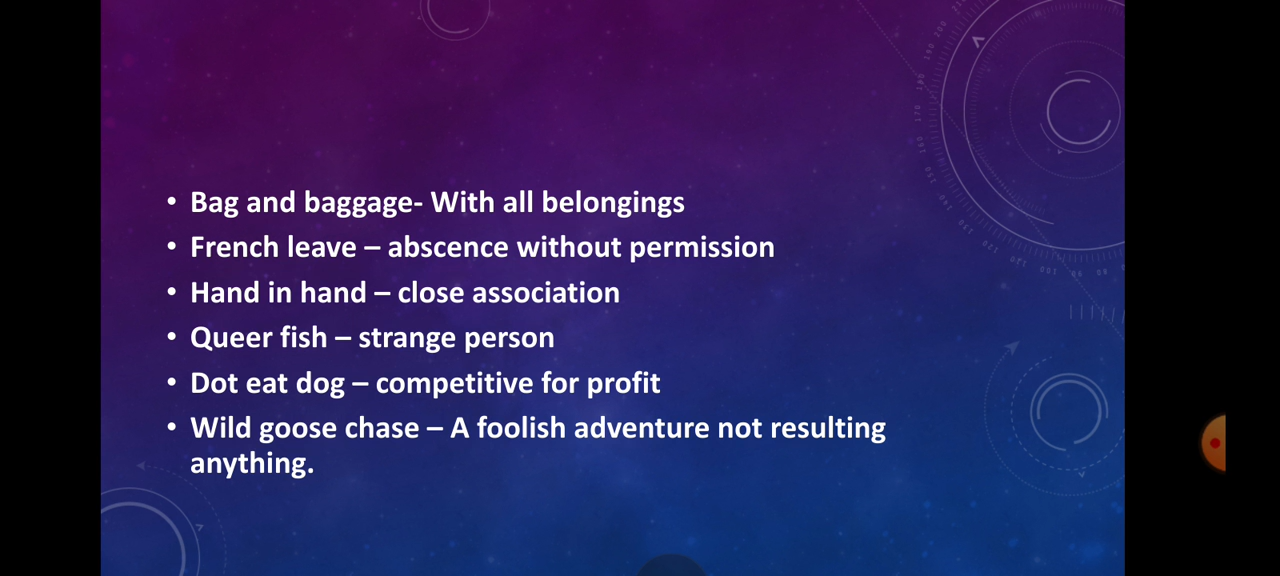 • Bag and baggage- With all belongings
• French leave – abscence without permission
• Hand in hand – close association
• Queer fish – strange person
• Dot eat dog – competitive for profit
• Wild goose chase – A foolish adventure not resulting
anything.